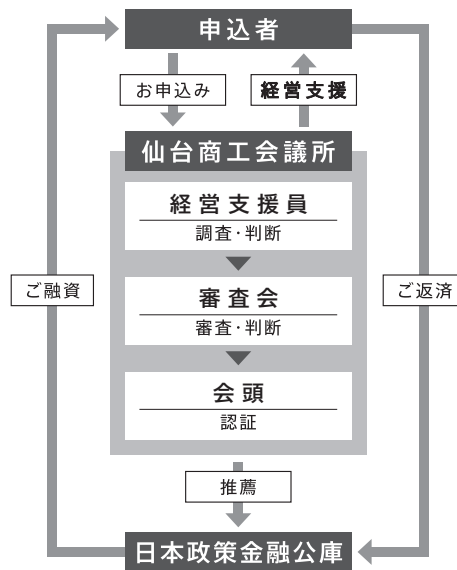 申込者
お申込み
経営支援
仙台商工会議所
経営支援員
調査・判断
審査会
審査・判断
会頭
認証
ご融資
ご返済
推薦
日本政策金融公庫